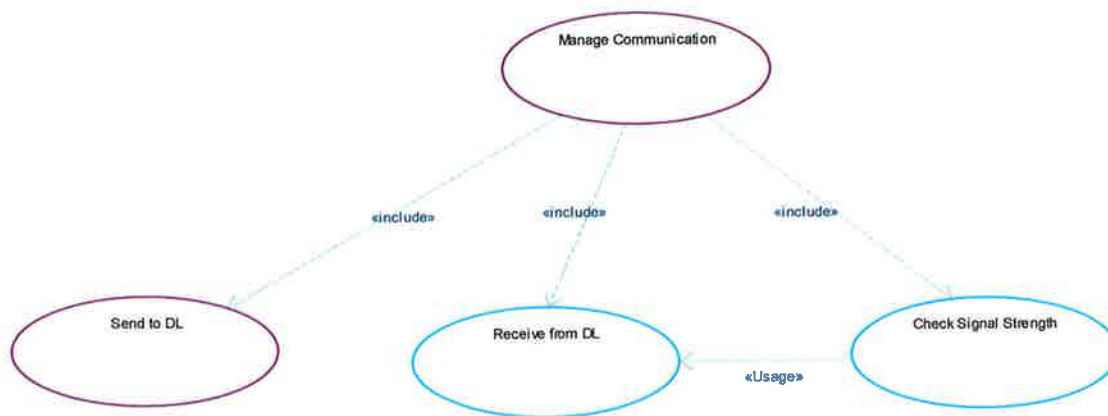 Manage Communication
«include»
«include»
«include»
Send to DL
Receive from DL
Check Signal Strength
«Usage»